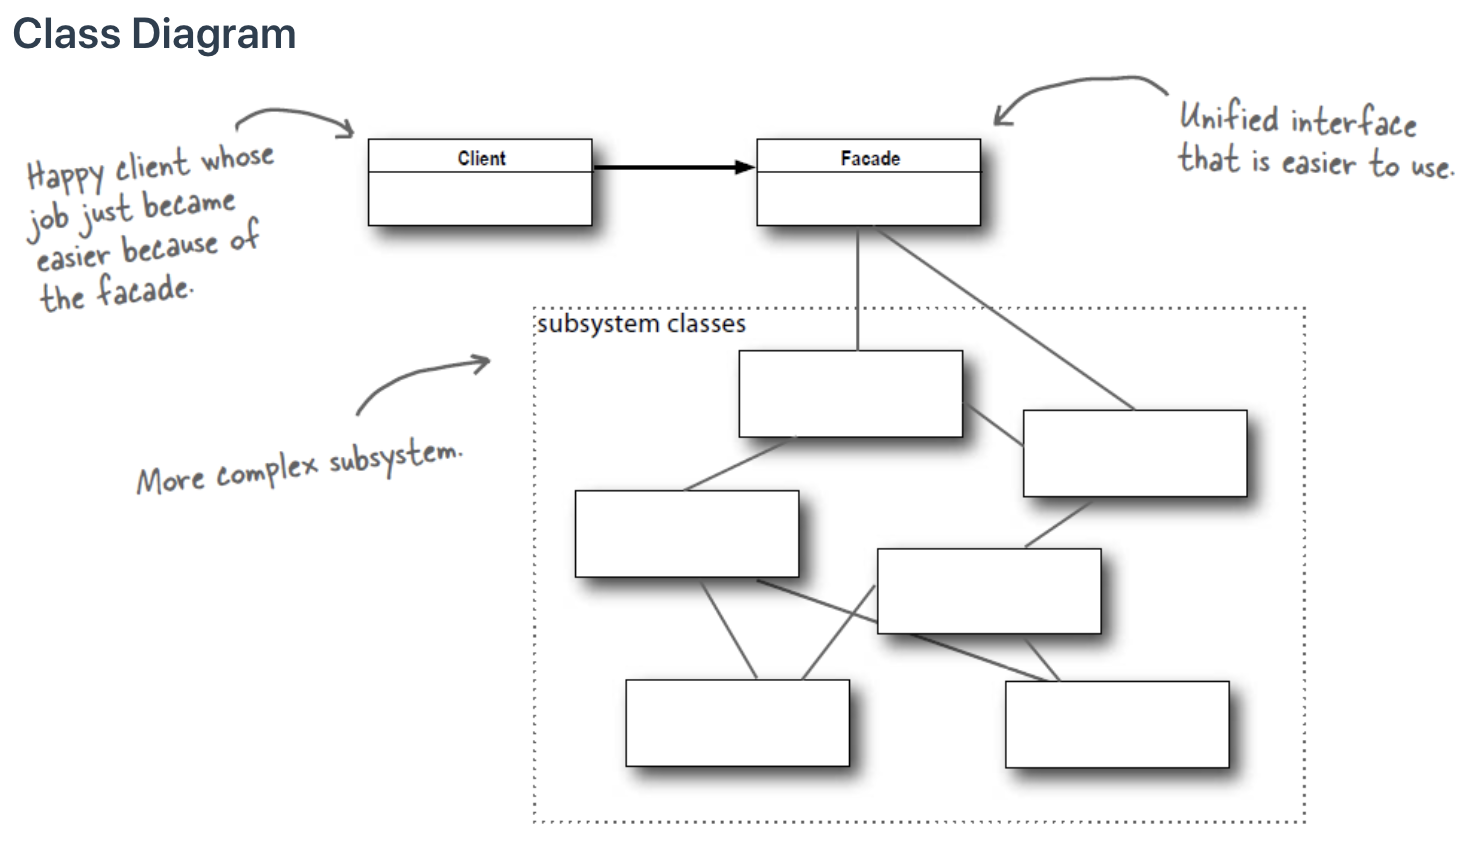 Class Diagram
Happy client whose
job just became
easier because of
the facade.
Client
Facade
Unified interface
that is easier to use.
subsystem classes
More complex subsystem.